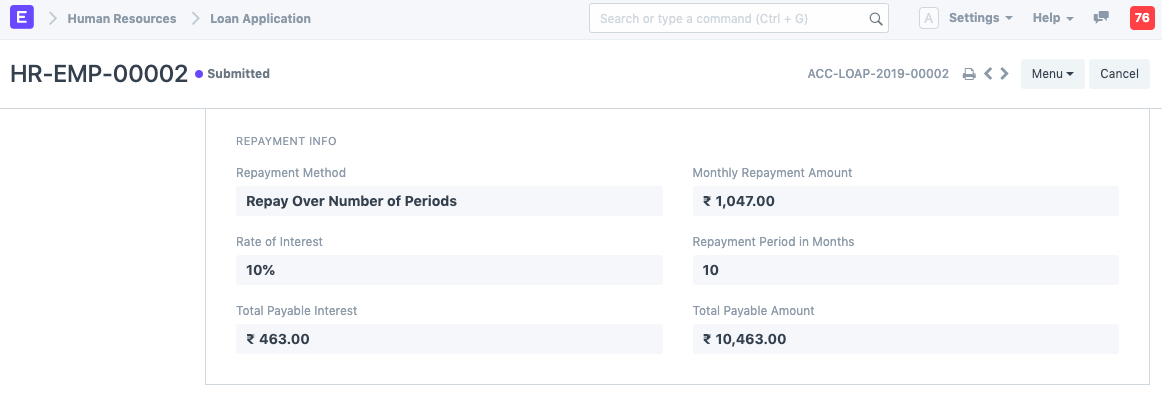 E Human Resources Loan Application Search or type a command (Ctrl + G) A Settings Help 76
HR-EMP-00002 Submitted ACC-LOAP-2019-00002 Menu Cancel
REPAYMENT INFO
Repayment Method Monthly Repayment Amount
Repay Over Number of Periods ₹ 1,047.00
Rate of Interest Repayment Period in Months
10% 10
Total Payable Interest Total Payable Amount
₹ 463.00 ₹ 10,463.00